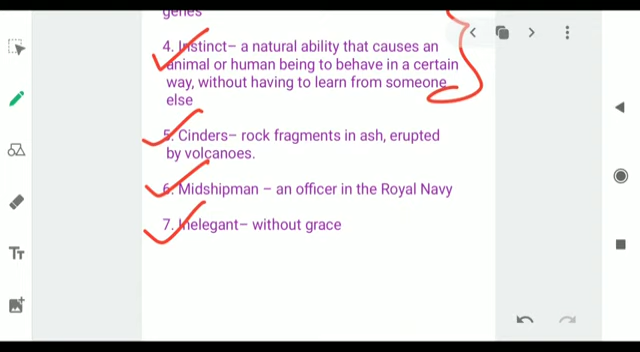 genes
4. Instinct– a natural ability that causes an
animal or human being to behave in a certain
way, without having to learn from someone
else
5. Cinders– rock fragments in ash, erupted
by volcanoes.
6. Midshipman – an officer in the Royal Navy
7. Inelegant– without grace
TT